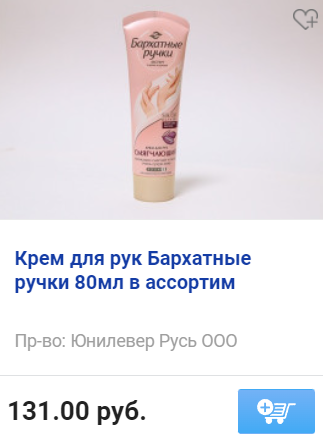 Бархатные
ручки
СМЯГЧАЮЩИЙ
Крем для рук Бархатные
ручки 80мл в ассортим
Пр-во: Юнилевер Русь ООО
131.00 руб.